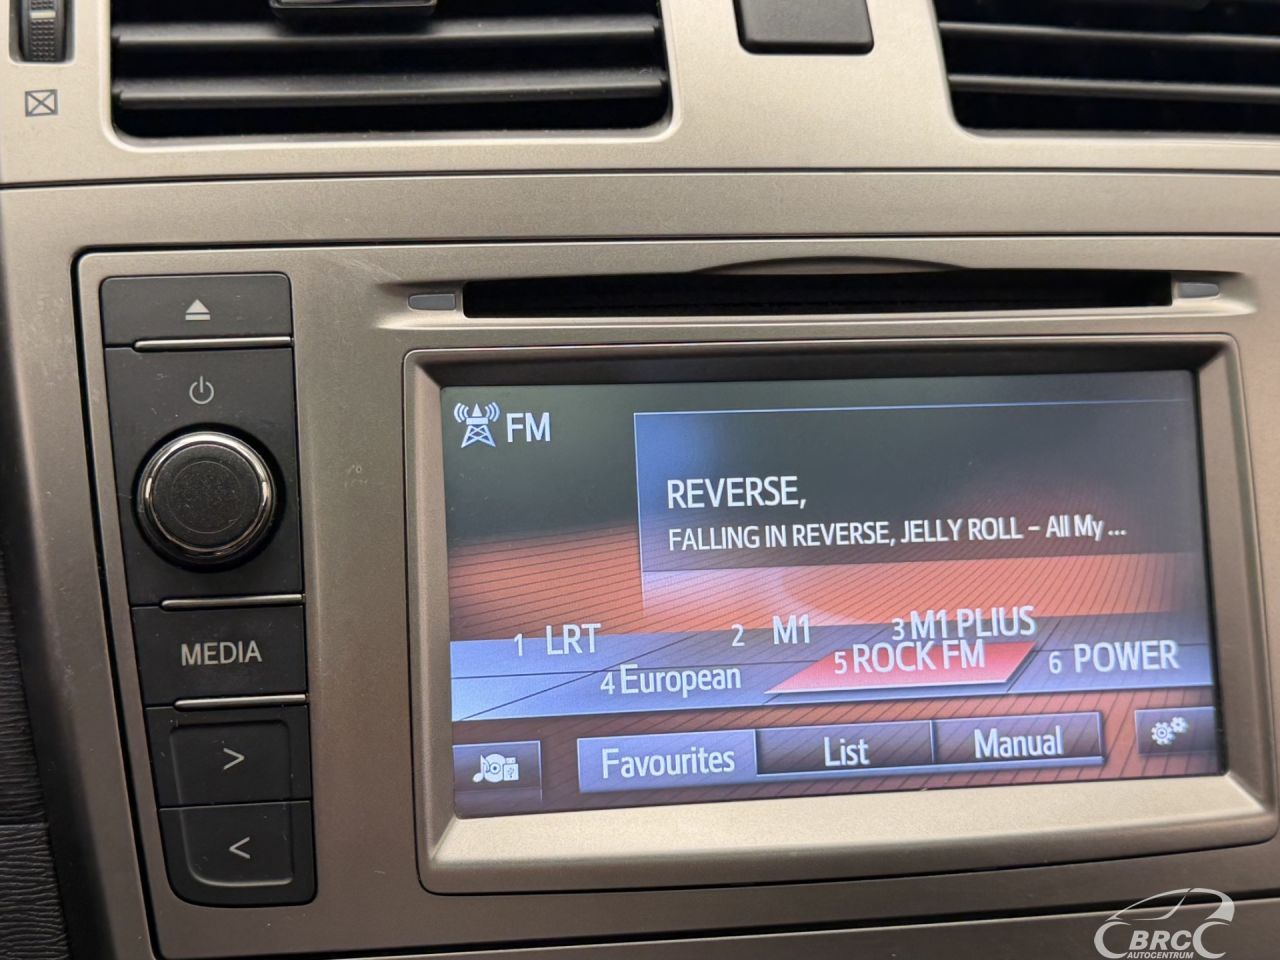 FM
REVERSE,
FALLING IN REVERSE, JELLY ROLL - All My ...
1 LRT
2 M1
3 M1 PLIUS
4 European
5 ROCK FM
6 POWER
MEDIA
>
<
Favourites
List
Manual
BRC
AUTOCENTRUM